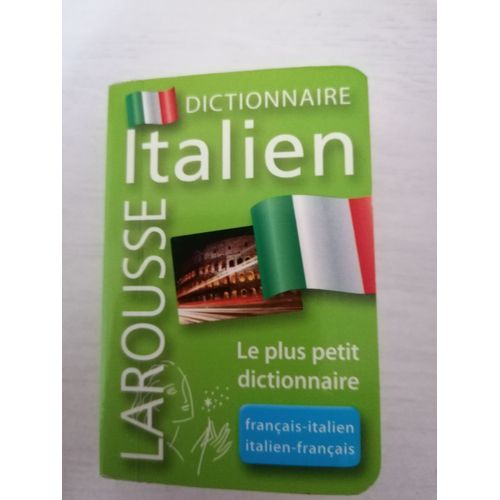 DICTIONNAIRE
Italien
LAROUSSE
Le plus petit
dictionnaire
français-italien
italien-français